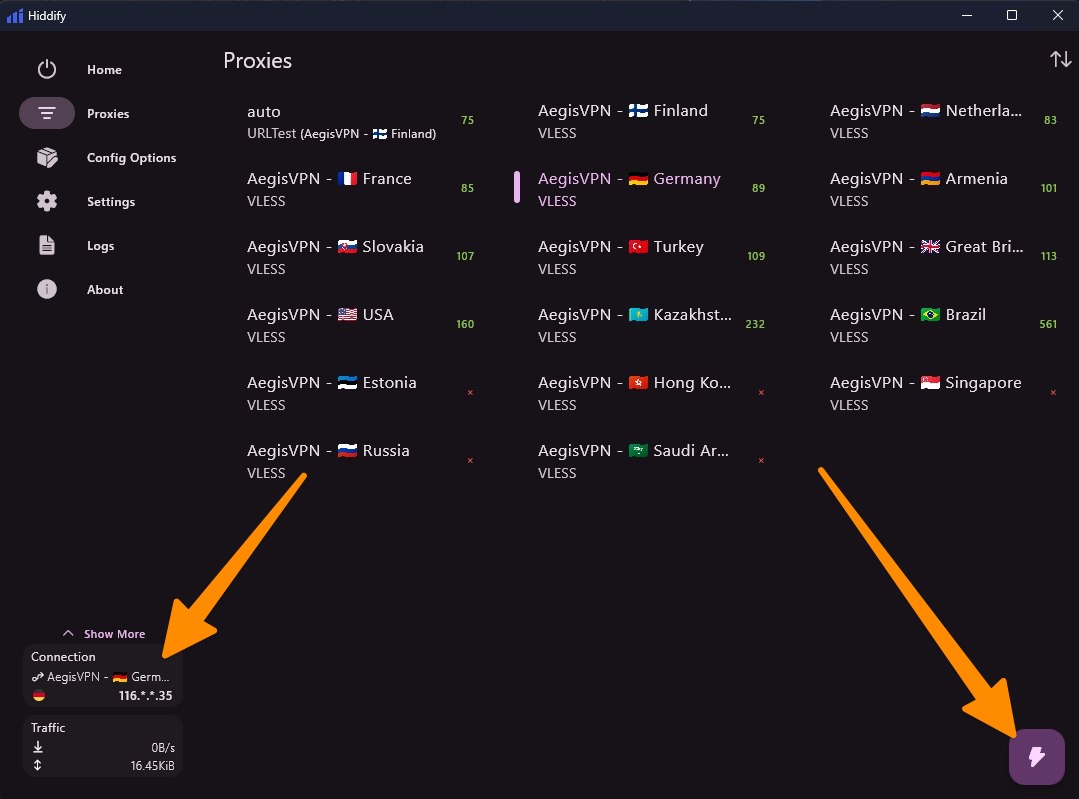 Hiddify
Home
Proxies
Config Options
Settings
Logs
About
Proxies
auto
URLTest (AegisVPN - 🇫🇮 Finland)
75
AegisVPN - 🇫🇮 Finland
VLESS
75
AegisVPN - 🇳🇱 Netherla...
VLESS
83
AegisVPN - 🇫🇷 France
VLESS
85
AegisVPN - 🇩🇪 Germany
VLESS
89
AegisVPN - 🇦🇲 Armenia
VLESS
101
AegisVPN - 🇸🇰 Slovakia
VLESS
107
AegisVPN - 🇹🇷 Turkey
VLESS
109
AegisVPN - 🇬🇧 Great Bri...
VLESS
113
AegisVPN - 🇺🇸 USA
VLESS
160
AegisVPN - 🇰🇿 Kazakhst...
VLESS
232
AegisVPN - 🇧🇷 Brazil
VLESS
561
AegisVPN - 🇪🇪 Estonia
VLESS
×
AegisVPN - 🇭🇰 Hong Ko...
VLESS
×
AegisVPN - 🇸🇬 Singapore
VLESS
×
AegisVPN - 🇷🇺 Russia
VLESS
×
AegisVPN - 🇸🇦 Saudi Ar...
VLESS
×
Show More
Connection
AegisVPN - 🇩🇪 Germ...
116.*.*.35
Traffic
0B/s
16.45KiB